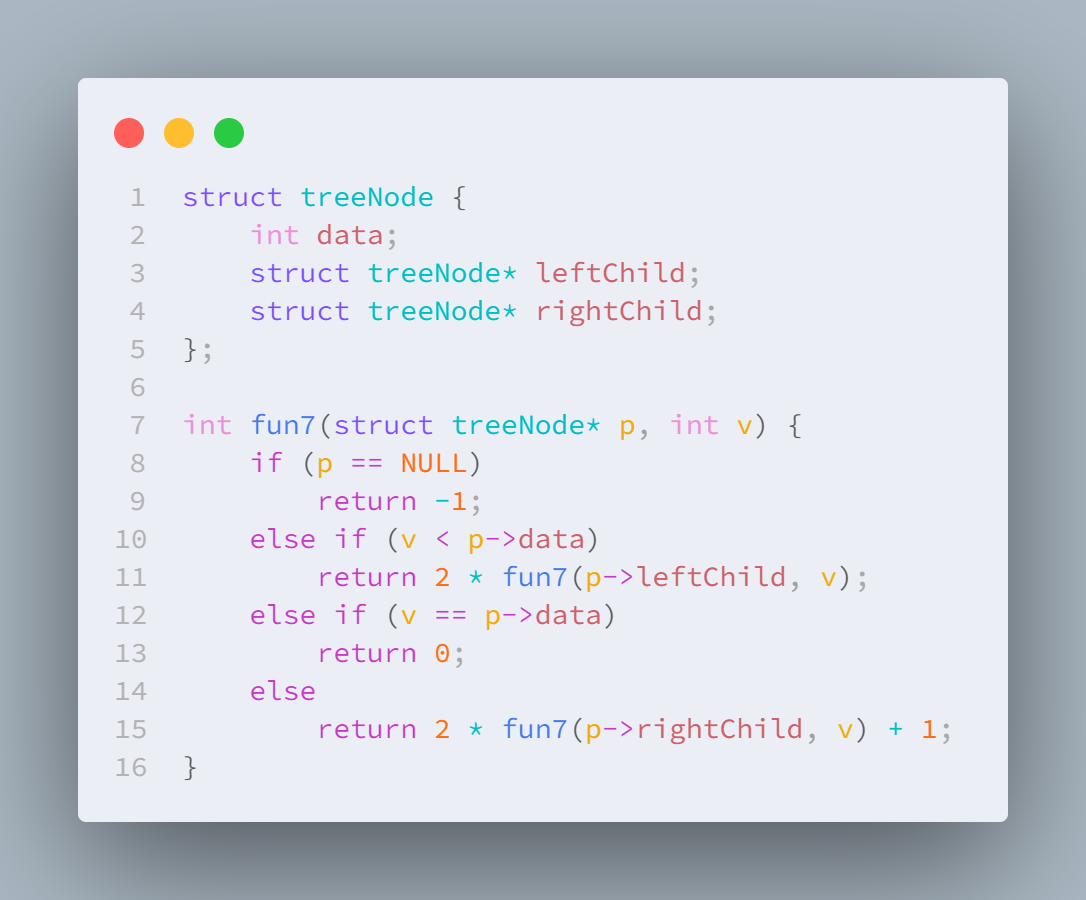 1 struct treeNode {
2     int data;
3     struct treeNode* leftChild;
4     struct treeNode* rightChild;
5 };
6
7 int fun7(struct treeNode* p, int v) {
8     if (p == NULL)
9         return -1;
10     else if (v < p->data)
11         return 2 * fun7(p->leftChild, v);
12     else if (v == p->data)
13         return 0;
14     else
15         return 2 * fun7(p->rightChild, v) + 1;
16 }